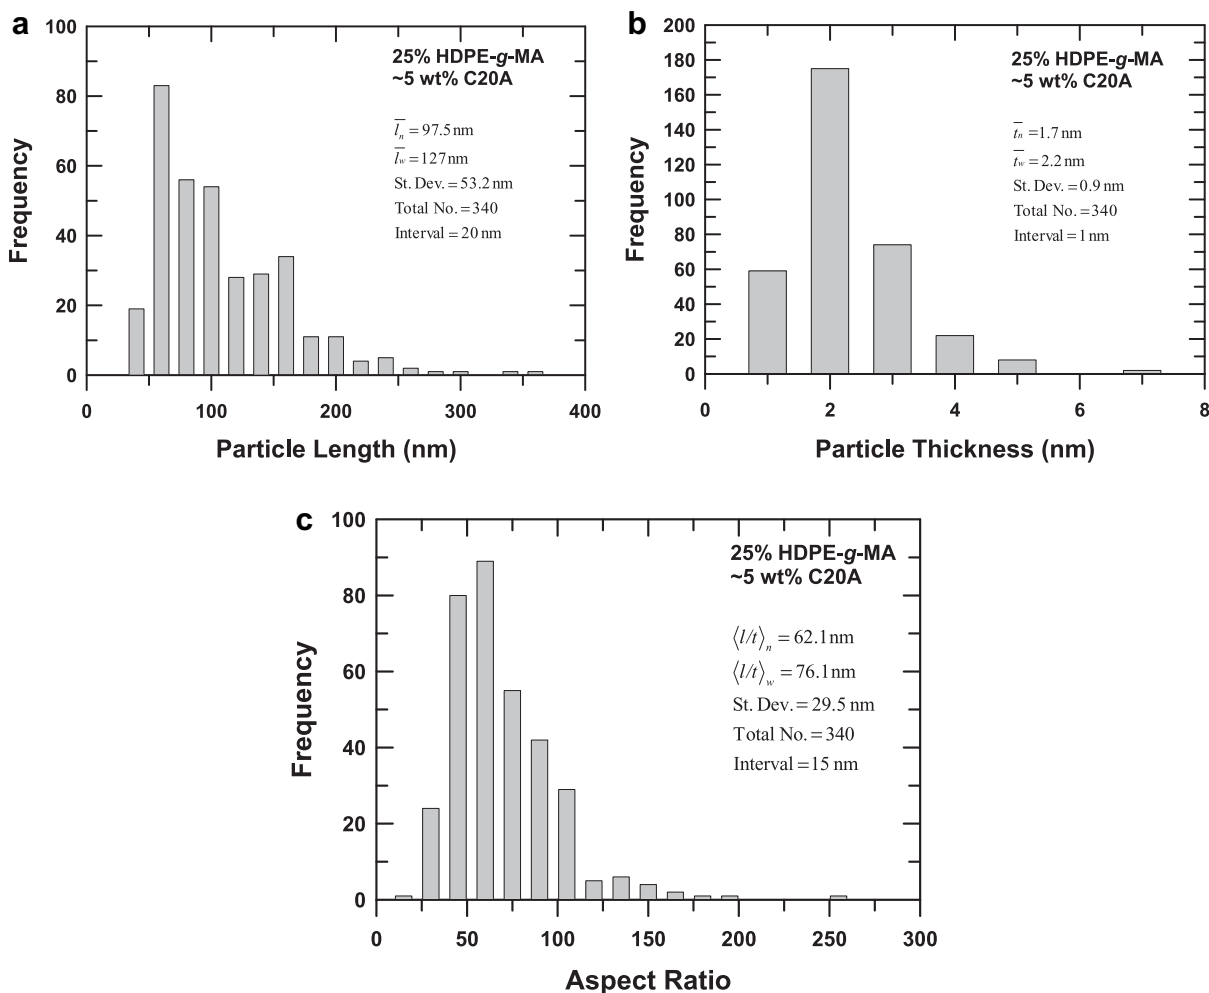 a
100
80
60
40
20
0
Frequency
25% HDPE-g-MA
~5 wt% C20A
l̅n = 97.5 nm
l̅w = 127 nm
St. Dev. = 53.2 nm
Total No. = 340
Interval = 20 nm
0 100 200 300 400
Particle Length (nm)
b
200
180
160
140
120
100
80
60
40
20
0
Frequency
25% HDPE-g-MA
~5 wt% C20A
t̅n = 1.7 nm
t̅w = 2.2 nm
St. Dev. = 0.9 nm
Total No. = 340
Interval = 1 nm
0 2 4 6 8
Particle Thickness (nm)
c
100
80
60
40
20
0
Frequency
25% HDPE-g-MA
~5 wt% C20A
⟨l/t⟩n = 62.1 nm
⟨l/t⟩w = 76.1 nm
St. Dev. = 29.5 nm
Total No. = 340
Interval = 15 nm
0 50 100 150 200 250 300
Aspect Ratio